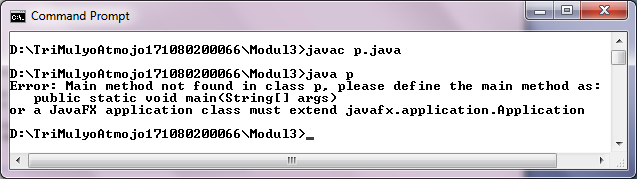 Command Prompt
D:\TriMulyoAtmojo171080200066\Modul3>javac p.java
D:\TriMulyoAtmojo171080200066\Modul3>java p
Error: Main method not found in class p, please define the main method as:
public static void main(String[] args)
or a JavaFX application class must extend javafx.application.Application
D:\TriMulyoAtmojo171080200066\Modul3>_